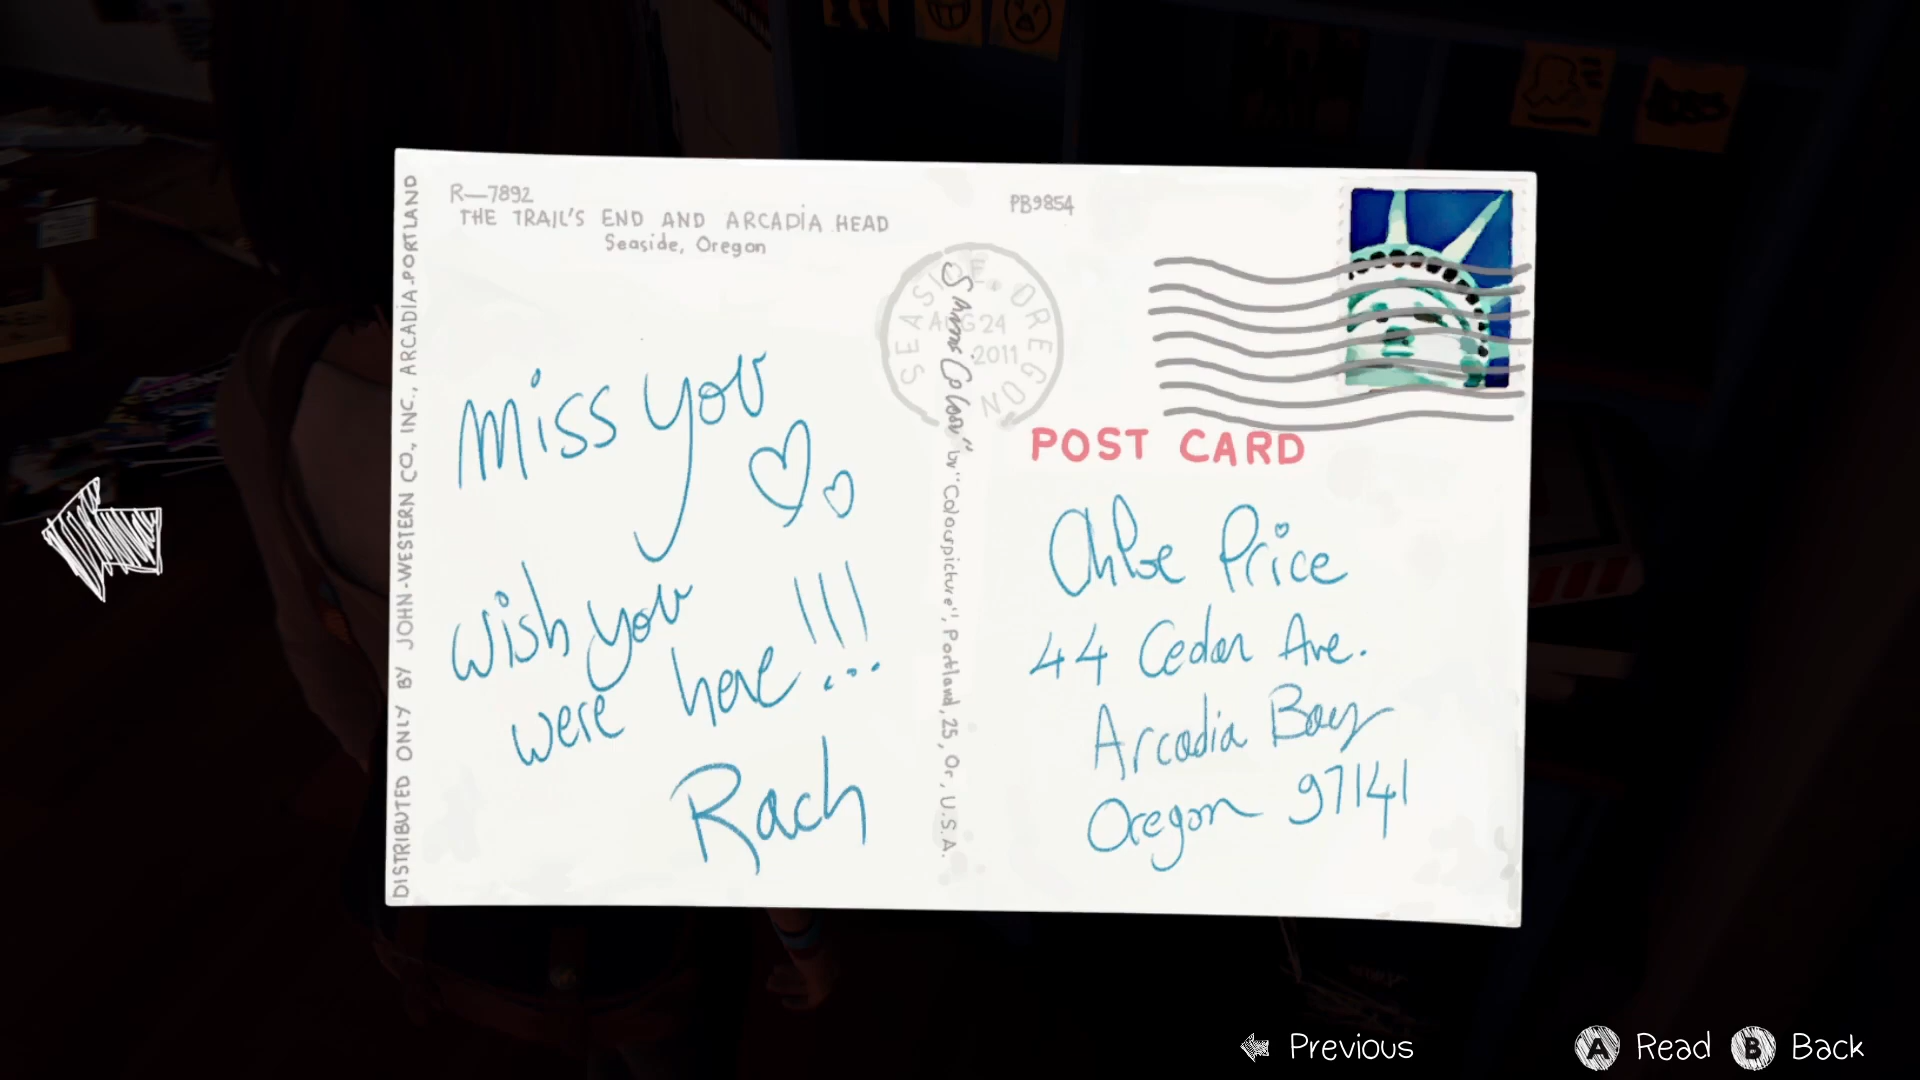 R—7892
THE TRAIL'S END AND ARCADIA HEAD
Seaside, Oregon
PB9854
SEASIDE, OREGON
AUG 24
2011
DISTRIBUTED ONLY BY JOHN-WESTERN CO., INC., ARCADIA.PORTLAND
by "Colourpicture", Portland, 25, Or, U.S.A.
Miss you
Wish you
were here!!!
Rach
POST CARD
Chloe Price
44 Cedar Ave.
Arcadia Bay
Oregon 97141
Previous
A Read B Back